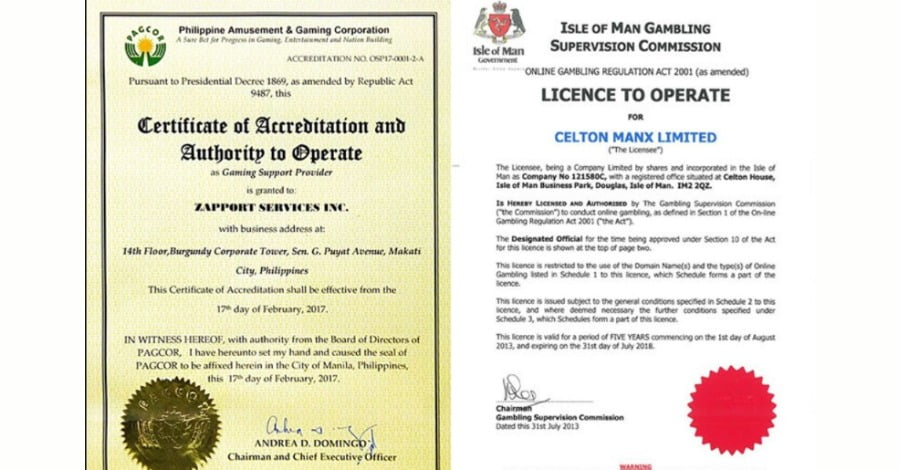 PAGCOR
Philippine Amusement & Gaming Corporation
A Sure Bet for Progress in Gaming, Entertainment and Nation Building
ACCREDITATION NO. OSP17-0001-2-A
Pursuant to Presidential Decree 1869, as amended by Republic Act
9487, this
Certificate of Accreditation and
Authority to Operate
as Gaming Support Provider
is granted to:
ZAPPORT SERVICES INC.
with business address at:
14th Floor,Burgundy Corporate Tower, Sen. G. Puyat Avenue, Makati
City, Philippines
This Certificate of Accreditation shall be effective from the
17th day of February, 2017.
IN WITNESS HEREOF, with authority from the Board of Directors of
PAGCOR, I have hereunto set my hand and caused the seal of
PAGCOR to be affixed herein in the City of Manila, Philippines,
this 17th day of February, 2017.
PAGCOR
ANDREA D. DOMINGO
Chairman and Chief Executive Officer
Isle of Man
Government
ISLE OF MAN GAMBLING
SUPERVISION COMMISSION
ONLINE GAMBLING REGULATION ACT 2001 (as amended)
LICENCE TO OPERATE
FOR
CELTON MANX LIMITED
("The Licensee")
The Licensee, being a Company Limited by shares and incorporated in the Isle of
Man as Company No 121580C, with a registered office situated at Celton House,
Isle of Man Business Park, Douglas, Isle of Man. IM2 2QZ.
IS HEREBY LICENSED AND AUTHORISED BY The Gambling Supervision Commission
("the Commission") to conduct online gambling, as defined in Section 1 of the On-line
Gambling Regulation Act 2001 ("the Act").
The Designated Official for the time being approved under Section 10 of the Act
for this licence is shown at the top of page two.
This licence is restricted to the use of the Domain Name(s) and the type(s) of Online
Gambling listed in Schedule 1 to this licence, which Schedule forms a part of the
licence.
This licence is issued subject to the general conditions specified in Schedule 2 to this
licence, and where deemed necessary the further conditions specified under
Schedule 3, which Schedules form a part of this licence.
This licence is valid for a period of FIVE YEARS commencing on the 1st day of August
2013, and expiring on the 31st day of July 2018.
Chairman
Gambling Supervision Commission
Dated this 31st July 2013
WARNING